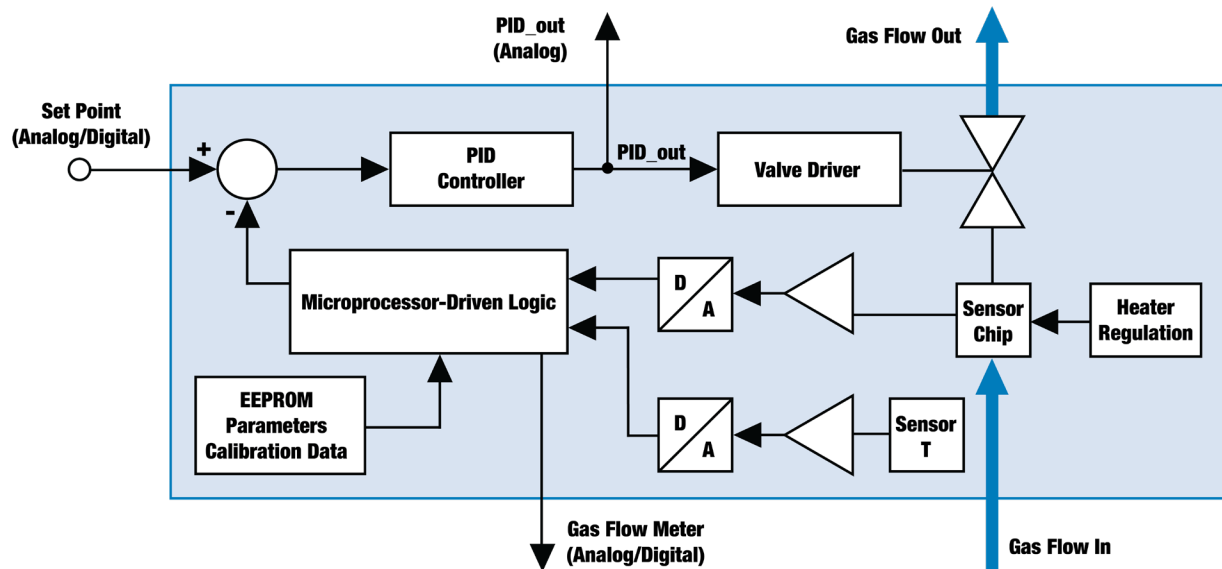 PID_out
(Analog)
Gas Flow Out
Set Point
(Analog/Digital)
+
-
PID
Controller
PID_out
Valve Driver
Microprocessor-Driven Logic
D
A
Sensor
Chip
Heater
Regulation
EEPROM
Parameters
Calibration Data
D
A
Sensor
T
Gas Flow Meter
(Analog/Digital)
Gas Flow In